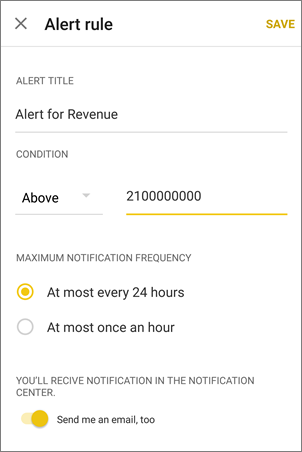 Alert rule SAVE
ALERT TITLE
Alert for Revenue
CONDITION
Above 2100000000
MAXIMUM NOTIFICATION FREQUENCY
At most every 24 hours
At most once an hour
YOU'LL RECIVE NOTIFICATION IN THE NOTIFICATION
CENTER.
Send me an email, too